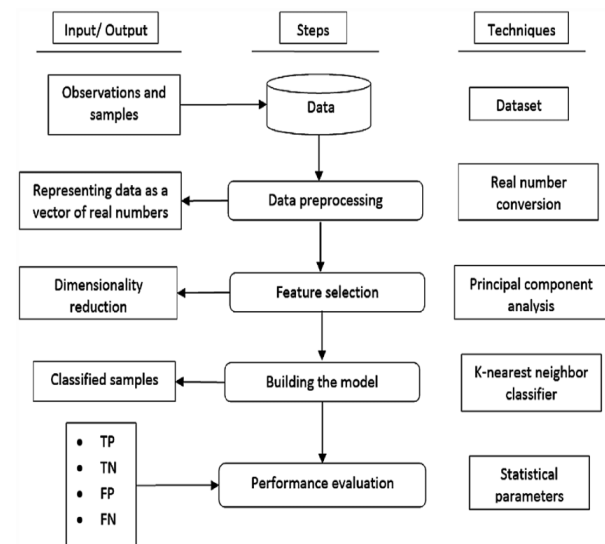 Input/ Output
Steps
Techniques
Observations and
samples
Data
Dataset
Representing data as a
vector of real numbers
Data preprocessing
Real number
conversion
Dimensionality
reduction
Feature selection
Principal component
analysis
Classified samples
Building the model
K-nearest neighbor
classifier
• TP
• TN
• FP
• FN
Performance evaluation
Statistical
parameters